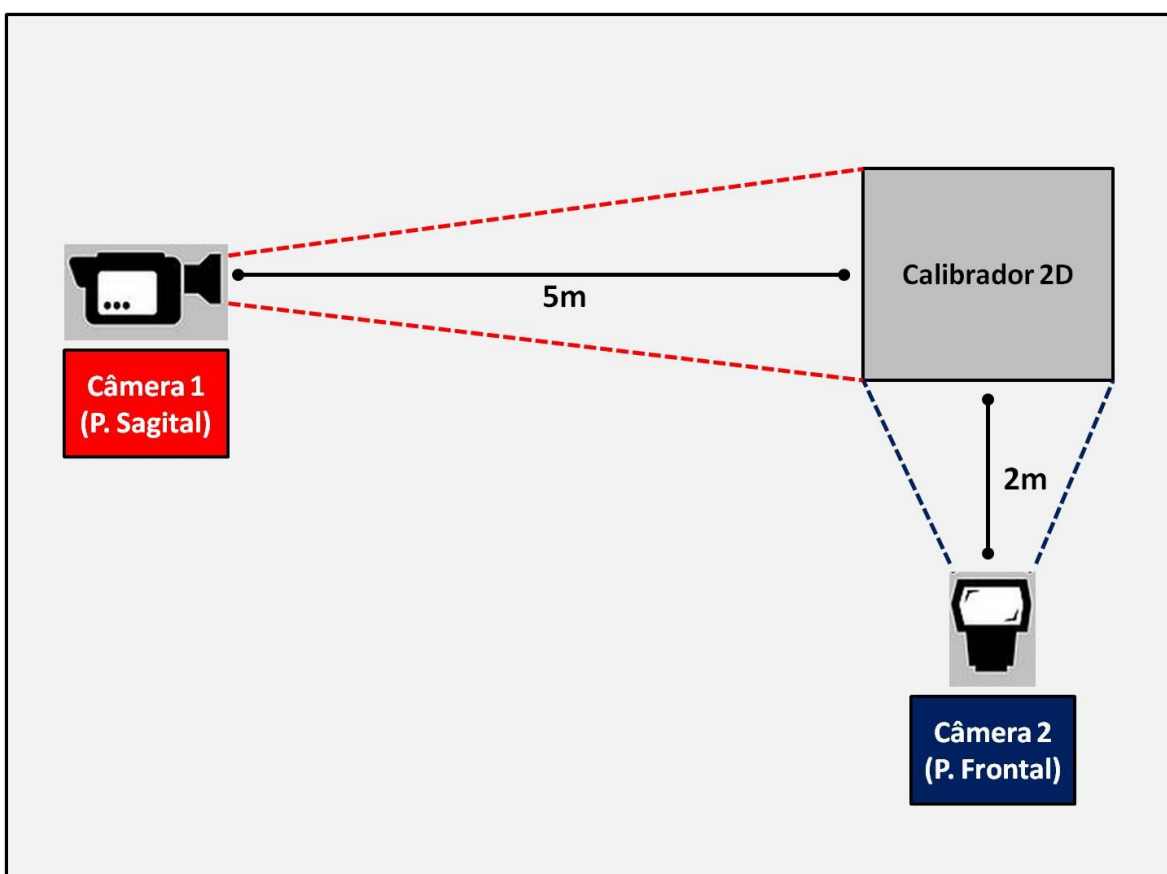 Calibrador 2D
5m
Câmera 1
(P. Sagital)
2m
Câmera 2
(P. Frontal)